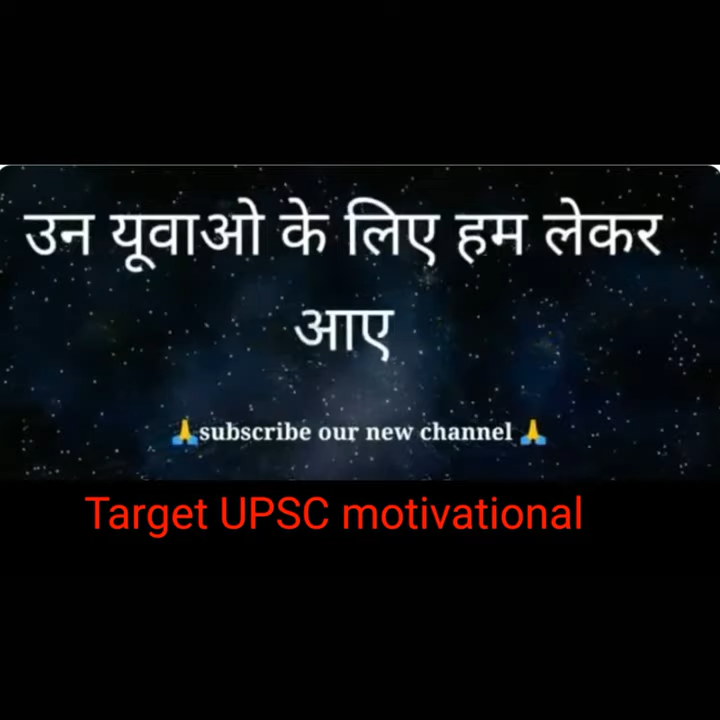 उन यूवाओ के लिए हम लेकर
आए
🙏subscribe our new channel🙏
Target UPSC motivational